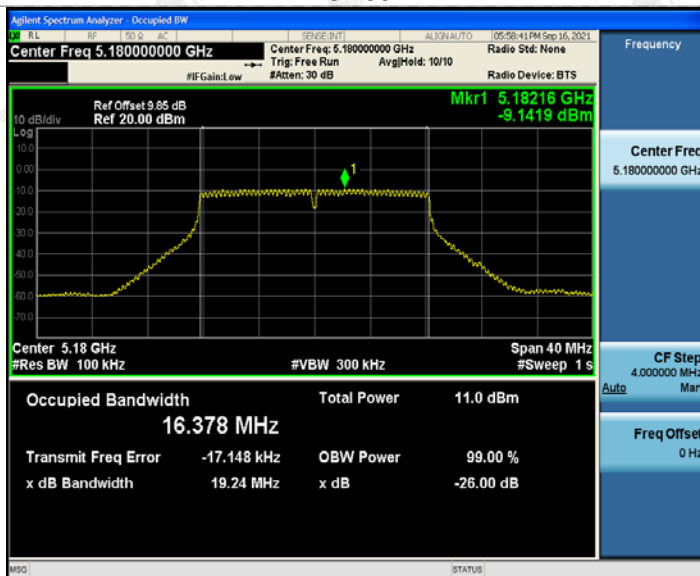 Agilent Spectrum Analyzer - Occupied BW
RL RF 50 Ω AC SENSE:INT ALIGNAUTO 05:58:41 PM Sep 16, 2021
Center Freq 5.180000000 GHz
Center Freq: 5.180000000 GHz Radio Std: None
Trig: Free Run Avg|Hold: 10/10
#IFGain:Low #Atten: 30 dB Radio Device: BTS
Frequency
Ref Offset 9.85 dB
10 dB/div Ref 20.00 dBm
Mkr1 5.18216 GHz
-9.1419 dBm
Log
10.0
0.00
-10.0
-20.0
-30.0
-40.0
-50.0
-60.0
-70.0
1
Center 5.18 GHz Span 40 MHz
#Res BW 100 kHz #VBW 300 kHz #Sweep 1 s
Occupied Bandwidth Total Power 11.0 dBm
16.378 MHz
Transmit Freq Error -17.148 kHz OBW Power 99.00 %
x dB Bandwidth 19.24 MHz x dB -26.00 dB
Center Freq
5.180000000 GHz
CF Step
4.000000 MHz
Auto Man
Freq Offset
0 Hz
MSG STATUS